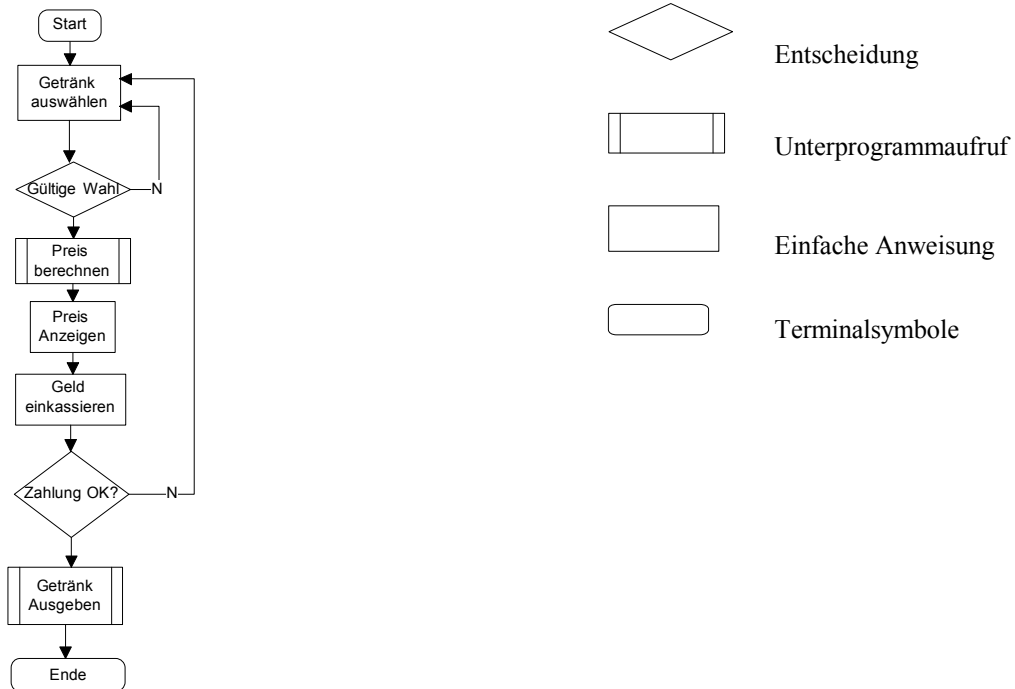 Start
Getränk
auswählen
Gültige Wahl
N
Preis
berechnen
Preis
Anzeigen
Geld
einkassieren
Zahlung OK?
N
Getränk
Ausgeben
Ende
Entscheidung
Unterprogrammaufruf
Einfache Anweisung
Terminalsymbole